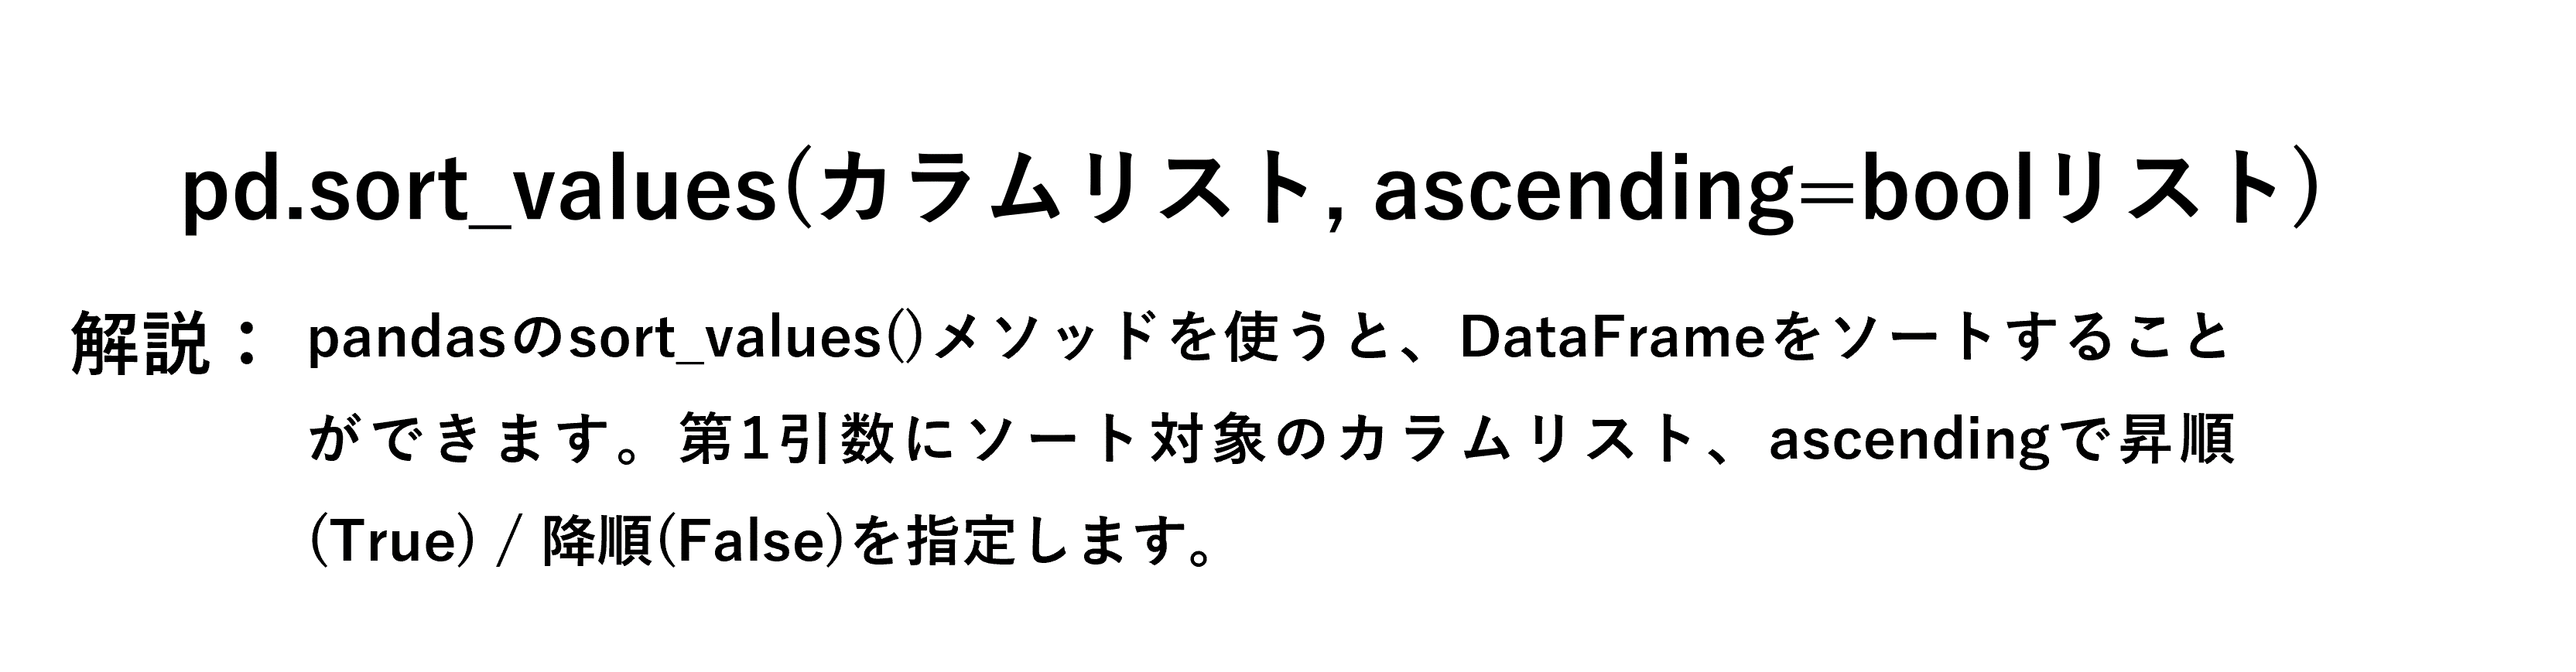 pd.sort_values(カラムリスト, ascending=boolリスト)
解説： pandasのsort_values()メソッドを使うと、DataFrameをソートすること
ができます。第1引数にソート対象のカラムリスト、ascendingで昇順
(True) / 降順(False)を指定します。